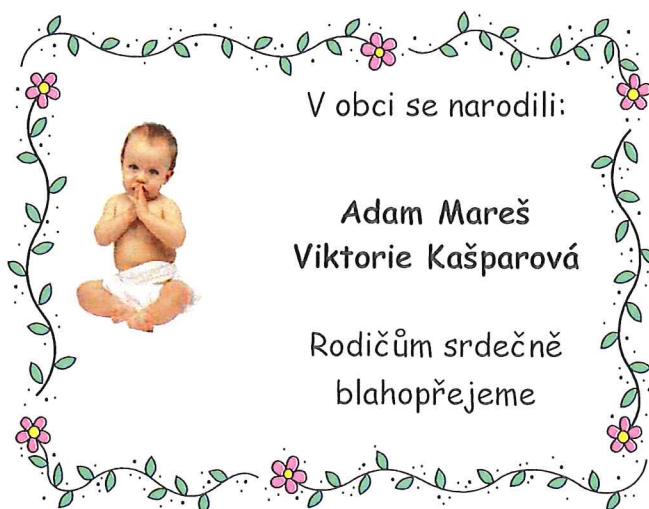 V obci se narodili:
Adam Mareš
Viktorie Kašparová
Rodičům srdečně
blahopřejeme